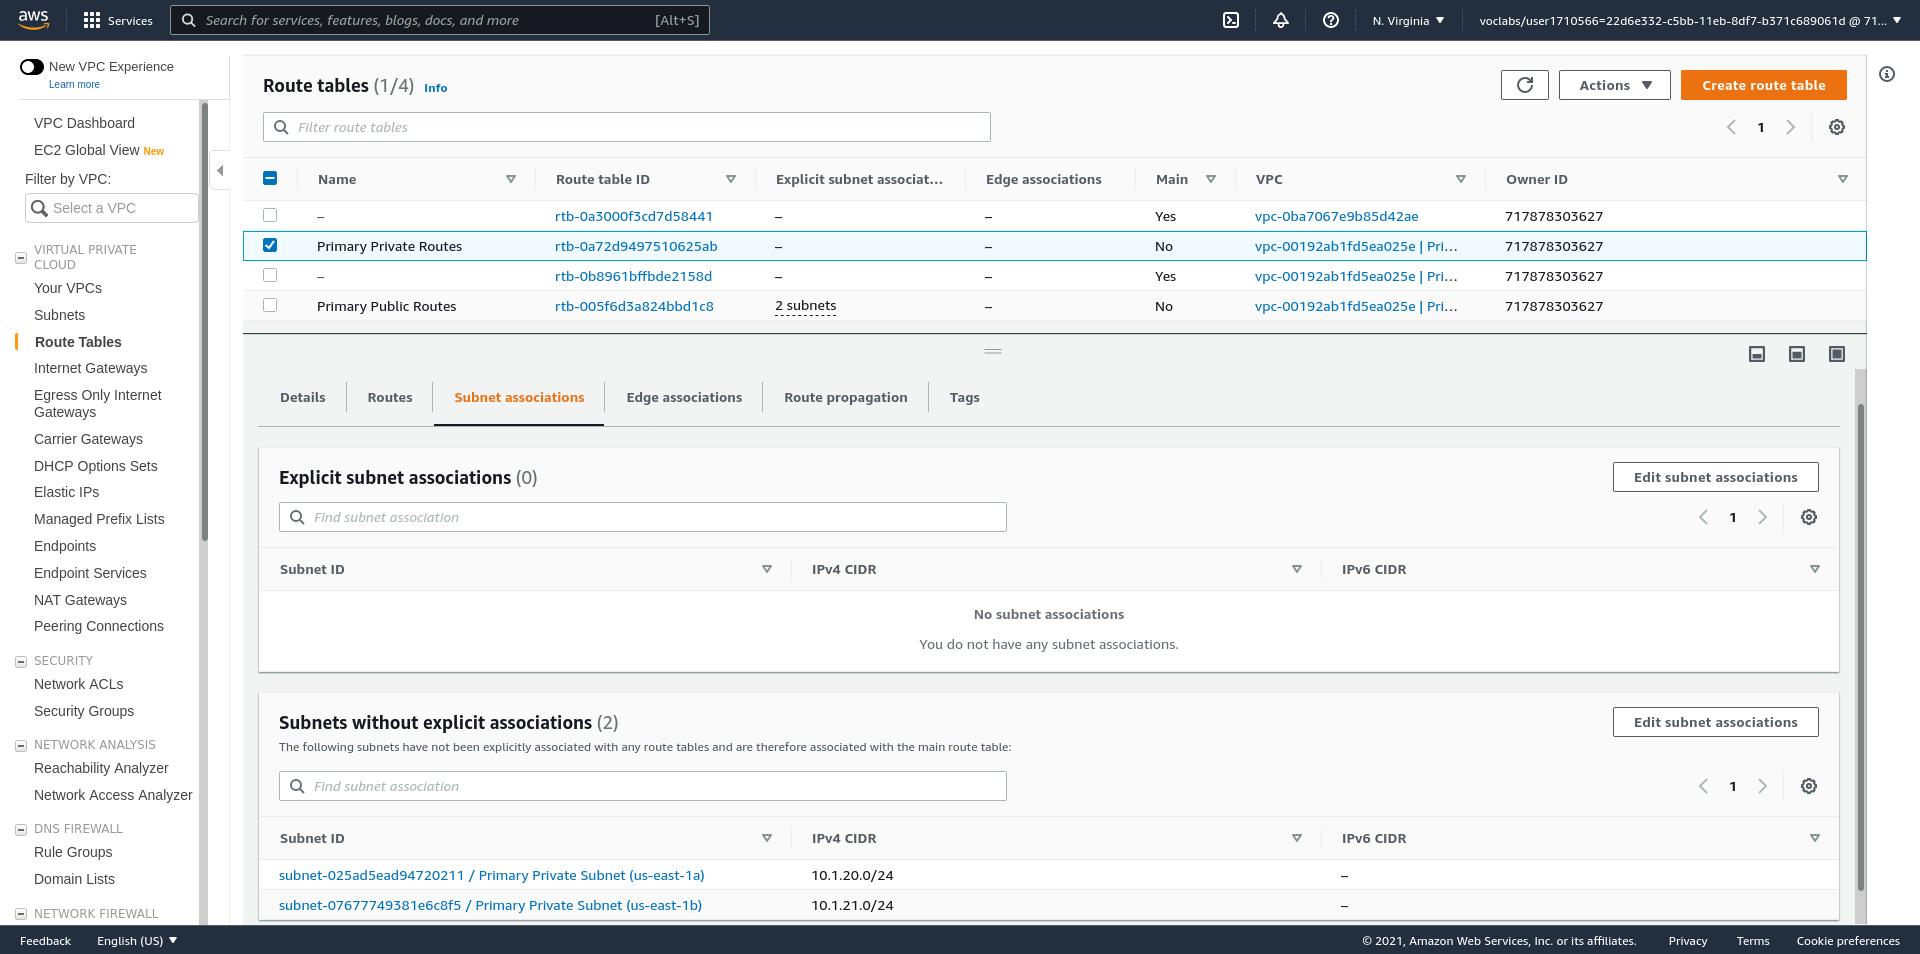 aws
Services
Search for services, features, blogs, docs, and more [Alt+S]
N. Virginia
voclabs/user1710566=22d6e332-c5bb-11eb-8df7-b371c689061d @ 71...
New VPC Experience
Learn more
VPC Dashboard
EC2 Global View New
Filter by VPC:
Select a VPC
VIRTUAL PRIVATE
CLOUD
Your VPCs
Subnets
Route Tables
Internet Gateways
Egress Only Internet
Gateways
Carrier Gateways
DHCP Options Sets
Elastic IPs
Managed Prefix Lists
Endpoints
Endpoint Services
NAT Gateways
Peering Connections
SECURITY
Network ACLs
Security Groups
NETWORK ANALYSIS
Reachability Analyzer
Network Access Analyzer
DNS FIREWALL
Rule Groups
Domain Lists
NETWORK FIREWALL
Route tables (1/4) Info
Actions
Create route table
Filter route tables
1
Name Route table ID Explicit subnet associat... Edge associations Main VPC Owner ID
– rtb-0a3000f3cd7d58441 – – Yes vpc-0ba7067e9b85d42ae 717878303627
Primary Private Routes rtb-0a72d9497510625ab – – No vpc-00192ab1fd5ea025e | Pri... 717878303627
– rtb-0b8961bffbde2158d – – Yes vpc-00192ab1fd5ea025e | Pri... 717878303627
Primary Public Routes rtb-005f6d3a824bbd1c8 2 subnets – No vpc-00192ab1fd5ea025e | Pri... 717878303627
Details Routes Subnet associations Edge associations Route propagation Tags
Explicit subnet associations (0)
Edit subnet associations
Find subnet association
1
Subnet ID IPv4 CIDR IPv6 CIDR
No subnet associations
You do not have any subnet associations.
Subnets without explicit associations (2)
Edit subnet associations
The following subnets have not been explicitly associated with any route tables and are therefore associated with the main route table:
Find subnet association
1
Subnet ID IPv4 CIDR IPv6 CIDR
subnet-025ad5ead94720211 / Primary Private Subnet (us-east-1a) 10.1.20.0/24 –
subnet-07677749381e6c8f5 / Primary Private Subnet (us-east-1b) 10.1.21.0/24 –
Feedback English (US)
© 2021, Amazon Web Services, Inc. or its affiliates. Privacy Terms Cookie preferences